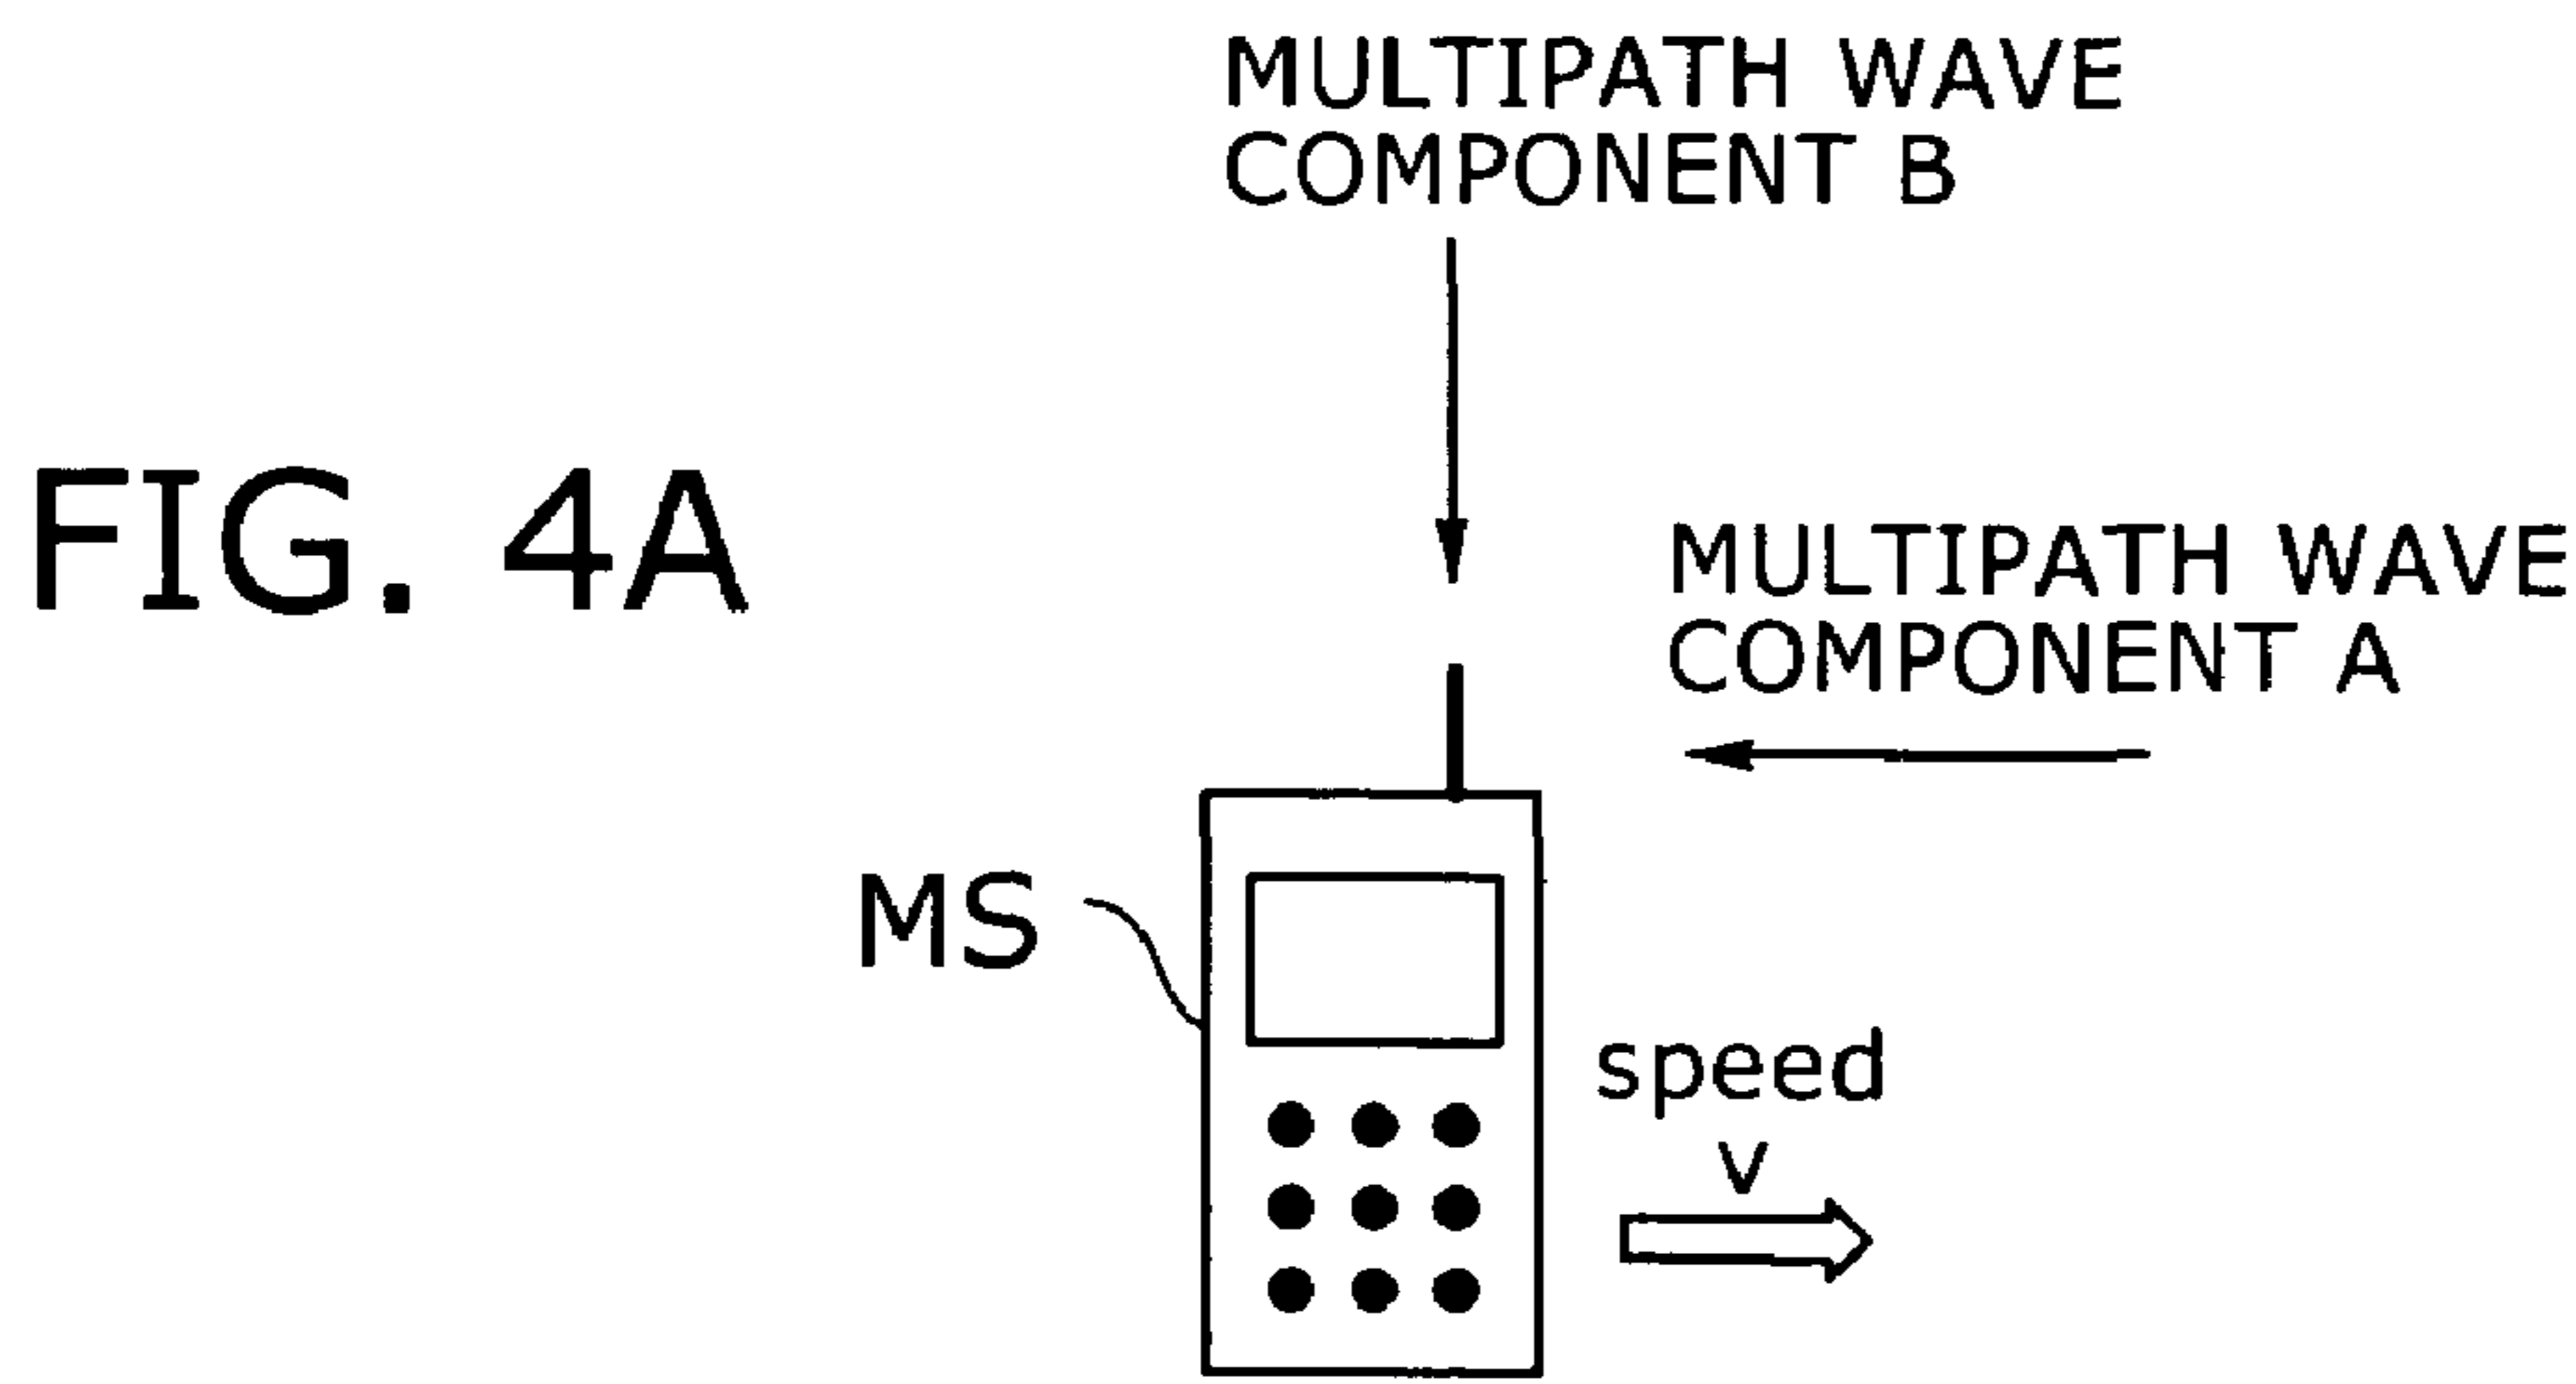 MULTIPATH WAVE
COMPONENT B
FIG. 4A
MULTIPATH WAVE
COMPONENT A
MS
speed
v